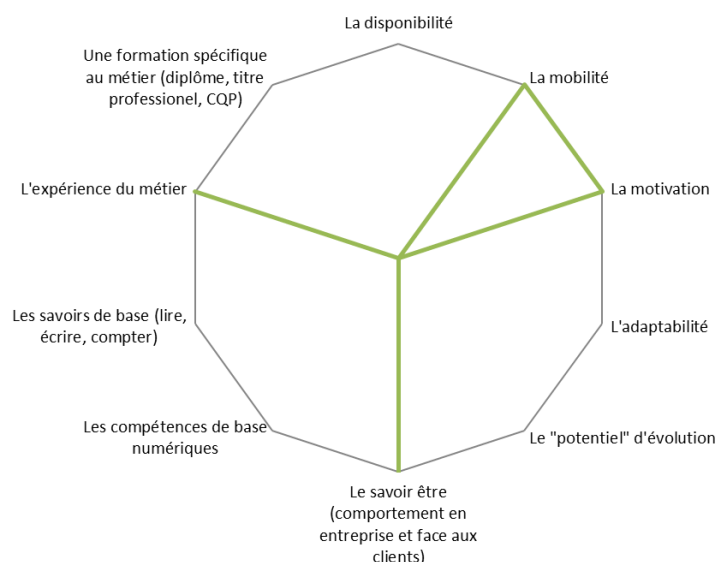 La disponibilité
Une formation spécifique
au métier (diplôme, titre
professionel, CQP)
La mobilité
L'expérience du métier
La motivation
Les savoirs de base (lire,
écrire, compter)
L'adaptabilité
Les compétences de base
numériques
Le "potentiel" d'évolution
Le savoir être
(comportement en
entreprise et face aux
clients)